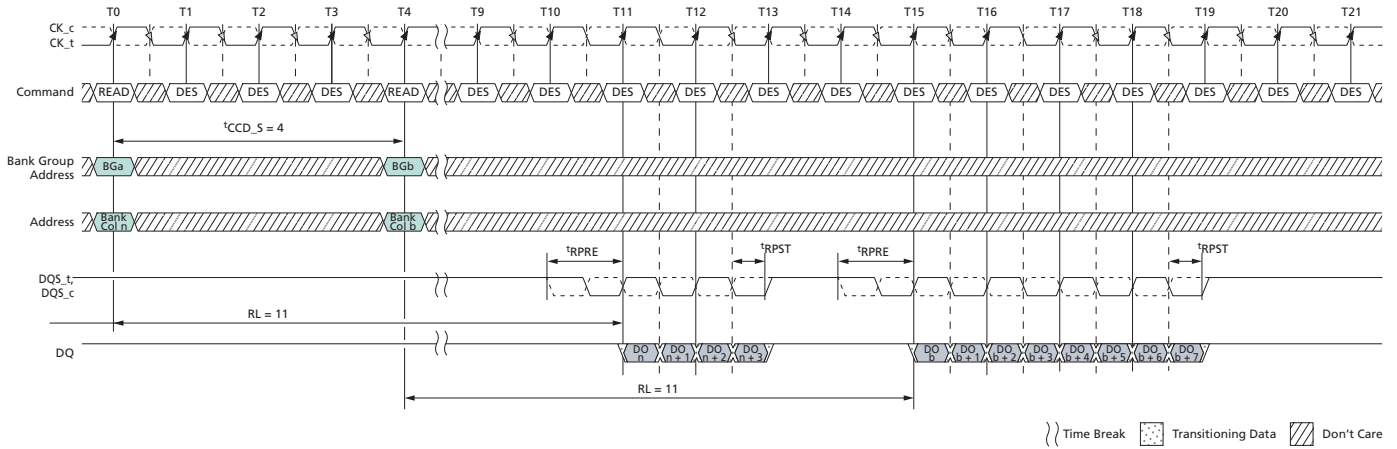 T0 T1 T2 T3 T4 T9 T10 T11 T12 T13 T14 T15 T16 T17 T18 T19 T20 T21
CK_c
CK_t
Command READ DES DES DES READ DES DES DES DES DES DES DES DES DES DES DES DES DES
tCCD_S = 4
Bank Group
Address
BGa BGb
Address
Bank
Col n
Bank
Col b
tRPRE tRPST tRPRE tRPST
DQS_t,
DQS_c
RL = 11
DQ
DO
n
DO
n + 1
DO
n + 2
DO
n + 3
DO
b
DO
b + 1
DO
b + 2
DO
b + 3
DO
b + 4
DO
b + 5
DO
b + 6
DO
b + 7
RL = 11
Time Break Transitioning Data Don't Care